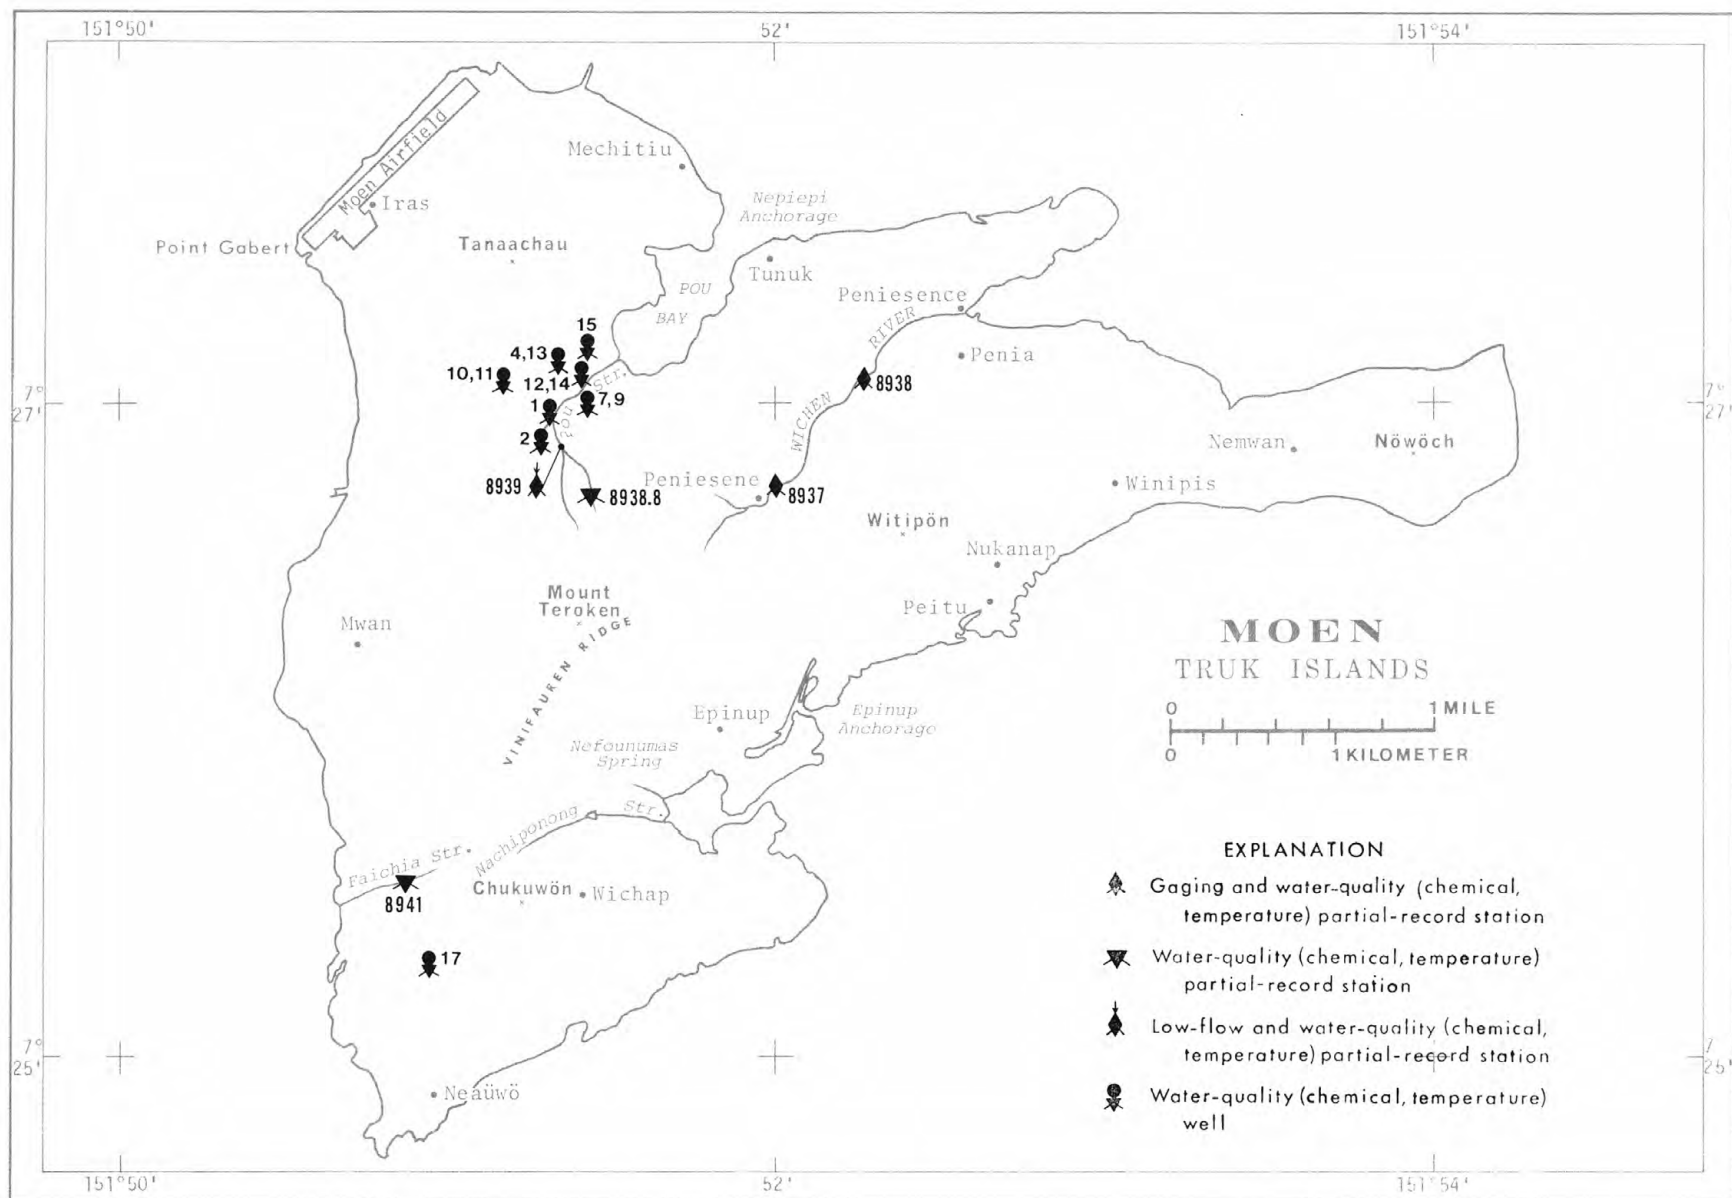 151°50'
52'
151°54'
Mechitiu
Moen Airfield
Iras
Nepiepi
Anchorage
Point Gabert
Tanaachau
Tunuk
POU
BAY
Peniesence
RIVER
15
4,13
10,11
12,14
Str.
Penia
8938
7°
27'
7°
27'
1
7,9
POU
WICHEN
2
Nemwan
Nöwöch
8939
8938.8
Peniesene
8937
Winipis
Witipön
Nukanap
Mount
Teroken
Peitu
Mwan
VINIFAUREN RIDGE
MOEN
TRUK ISLANDS
0
1 MILE
0
1 KILOMETER
Epinup
Epinup
Anchorage
Nefounumas
Spring
Nachiponong Str.
Faichia Str.
Chukuwön
Wichap
8941
17
EXPLANATION
Gaging and water-quality (chemical,
temperature) partial-record station
Water-quality (chemical, temperature)
partial-record station
Low-flow and water-quality (chemical,
temperature) partial-record station
Water-quality (chemical, temperature)
well
7°
25'
7°
25'
Neaüwö
151°50'
52'
151°54'